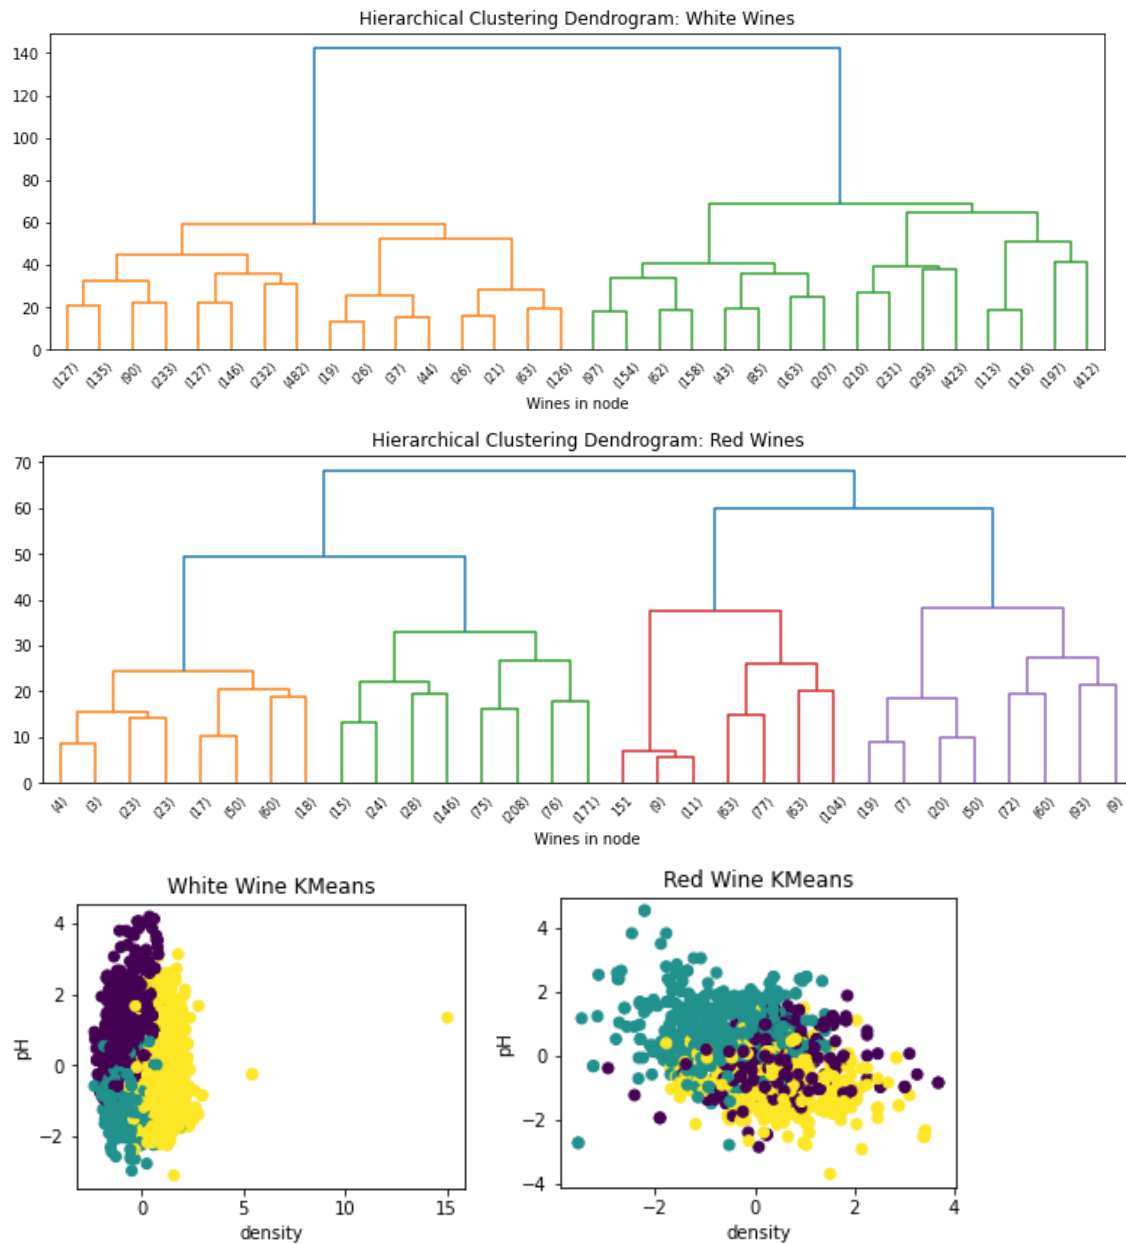 Hierarchical Clustering Dendrogram: White Wines
140
120
100
80
60
40
20
0
(127) (135) (90) (233) (127) (146) (232) (482) (19) (26) (37) (44) (26) (21) (63) (126) (97) (154) (62) (158) (43) (85) (163) (207) (210) (231) (293) (423) (113) (116) (197) (412)
Wines in node
Hierarchical Clustering Dendrogram: Red Wines
70
60
50
40
30
20
10
0
(4) (3) (23) (23) (17) (50) (60) (18) (15) (24) (28) (146) (75) (208) (76) (171) 151 (9) (11) (63) (77) (63) (104) (19) (7) (20) (50) (72) (60) (93) (9)
Wines in node
White Wine KMeans
4
2
0
−2
pH
0 5 10 15
density
Red Wine KMeans
4
2
0
−2
−4
pH
−2 0 2 4
density